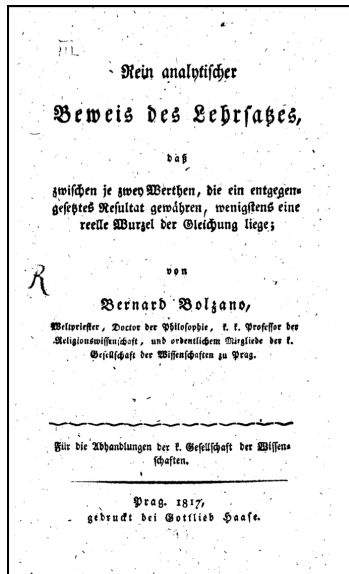 III
Rein analytischer
Beweis des Lehrsatzes,
daß
zwischen je zwey Werthen, die ein entgegen=
gesetztes Resultat gewähren, wenigstens eine
reelle Wurzel der Gleichung liege;
von
R
Bernard Bolzano,
Weltpriester, Doctor der Philosophie, k. k. Professor der
Religionswissenschaft, und ordentlichem Mitgliede der k.
Gesellschaft der Wissenschaften zu Prag.
Für die Abhandlungen der k. Gesellschaft der Wissen=
schaften.
Prag. 1817,
gedruckt bei Gottlieb Haase.